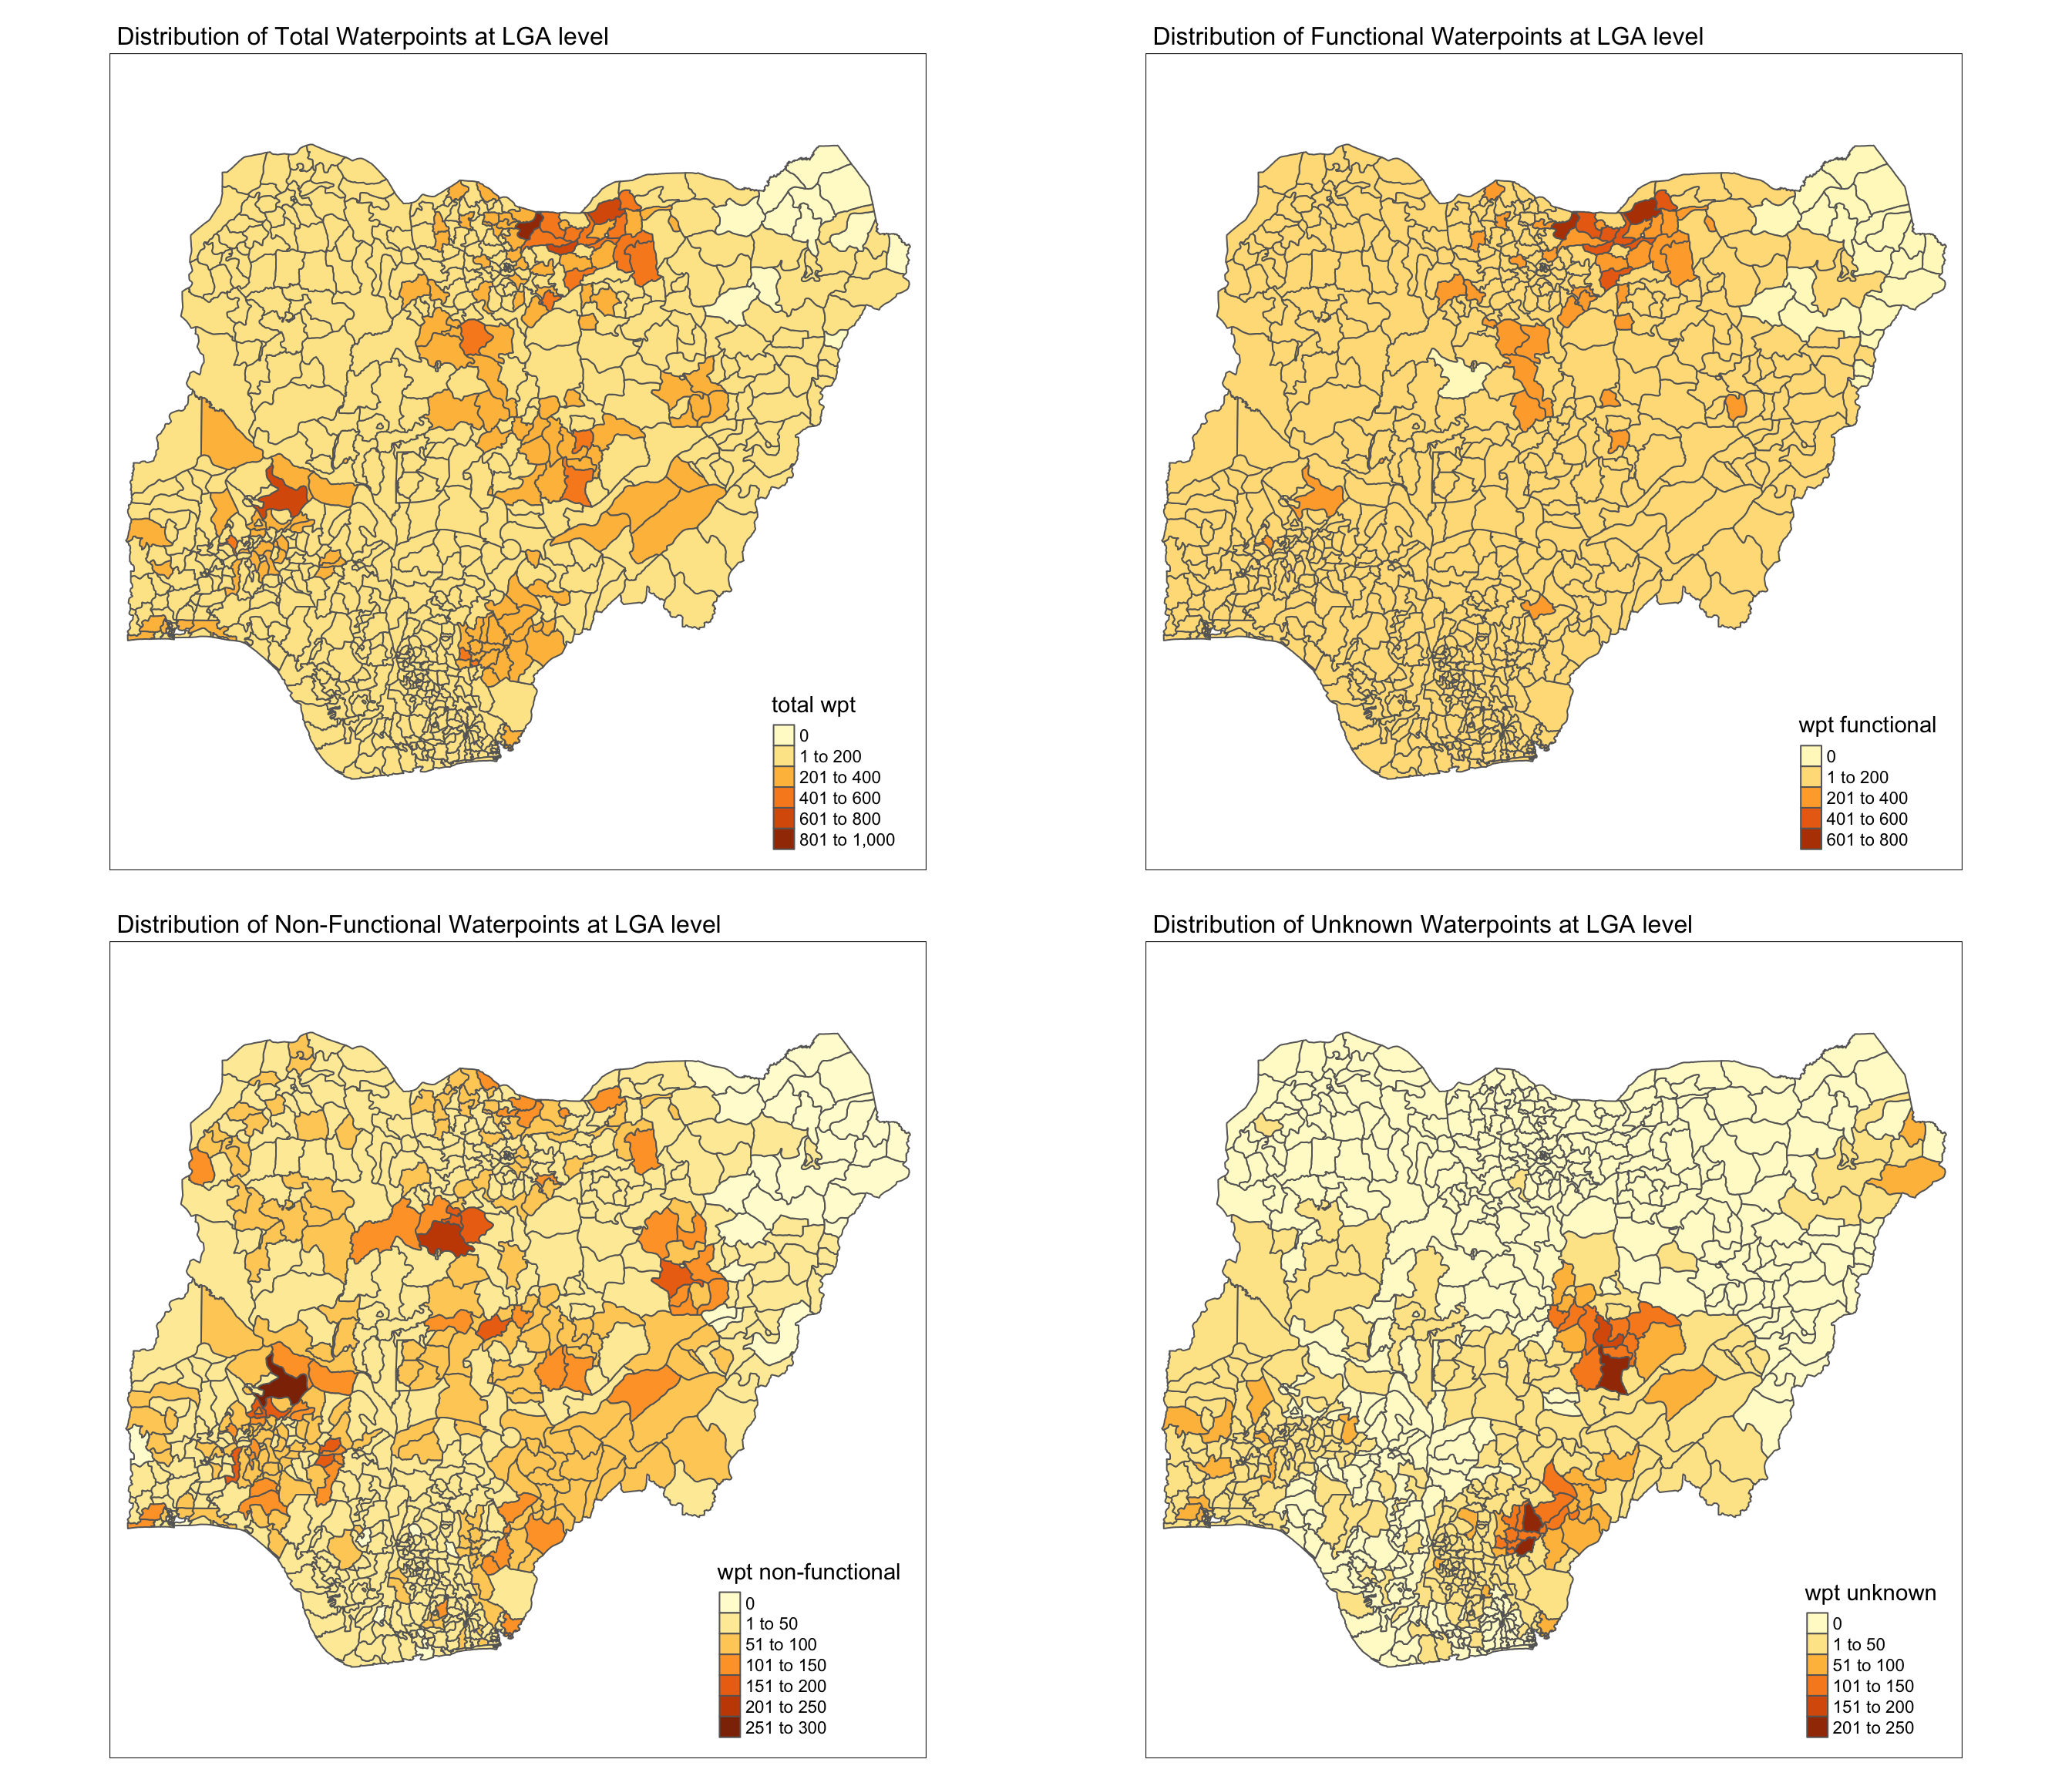 Distribution of Total Waterpoints at LGA level
total wpt
0
1 to 200
201 to 400
401 to 600
601 to 800
801 to 1,000
Distribution of Functional Waterpoints at LGA level
wpt functional
0
1 to 200
201 to 400
401 to 600
601 to 800
Distribution of Non-Functional Waterpoints at LGA level
wpt non-functional
0
1 to 50
51 to 100
101 to 150
151 to 200
201 to 250
251 to 300
Distribution of Unknown Waterpoints at LGA level
wpt unknown
0
1 to 50
51 to 100
101 to 150
151 to 200
201 to 250